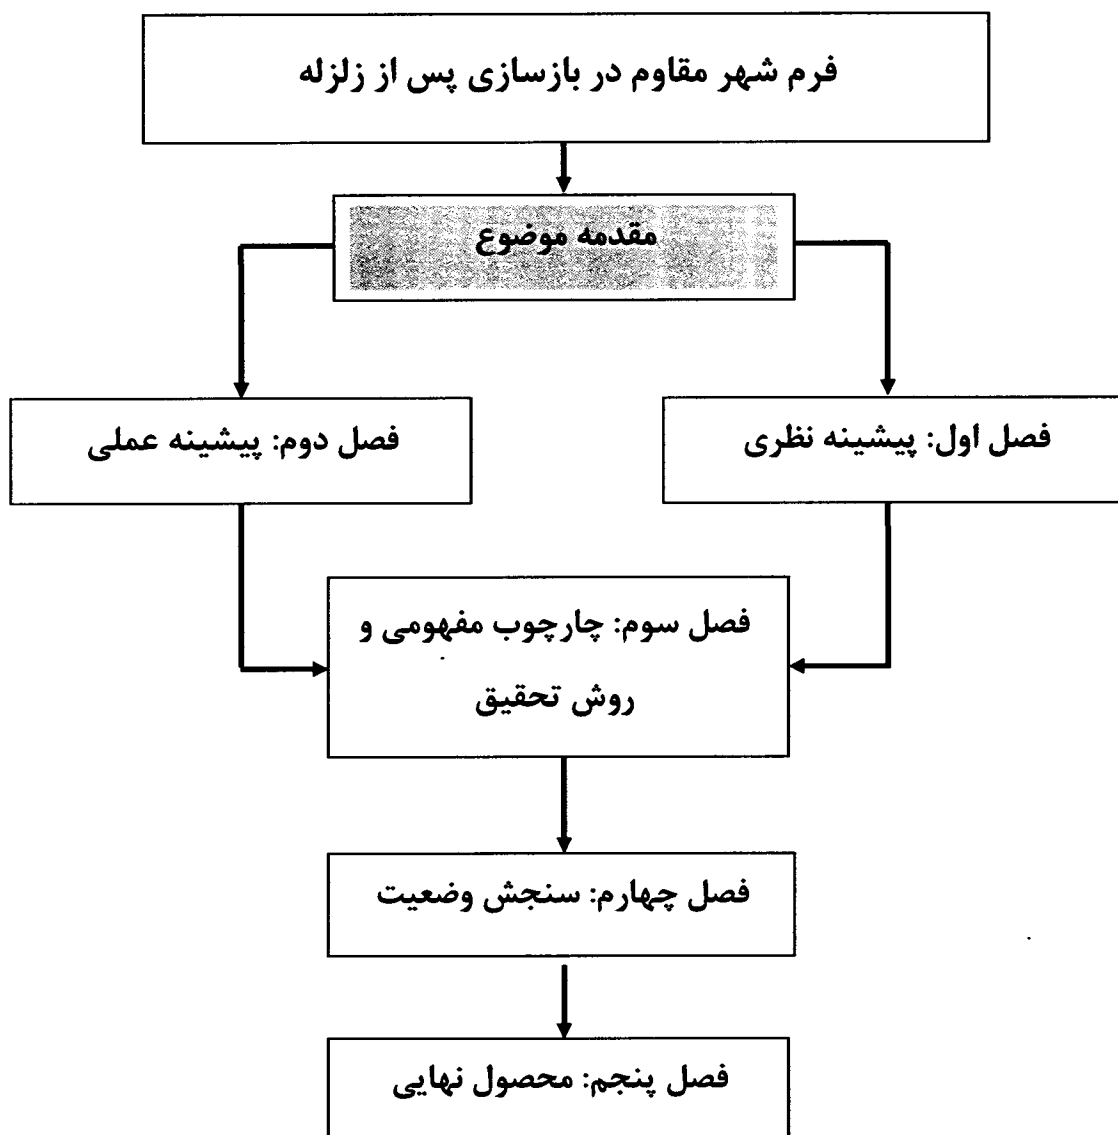 فرم شهر مقاوم در بازسازی پس از زلزله
مقدمه موضوع
فصل اول: پیشینه نظری
فصل دوم: پیشینه عملی
فصل سوم: چارچوب مفهومی و
روش تحقیق
فصل چهارم: سنجش وضعیت
فصل پنجم: محصول نهایی